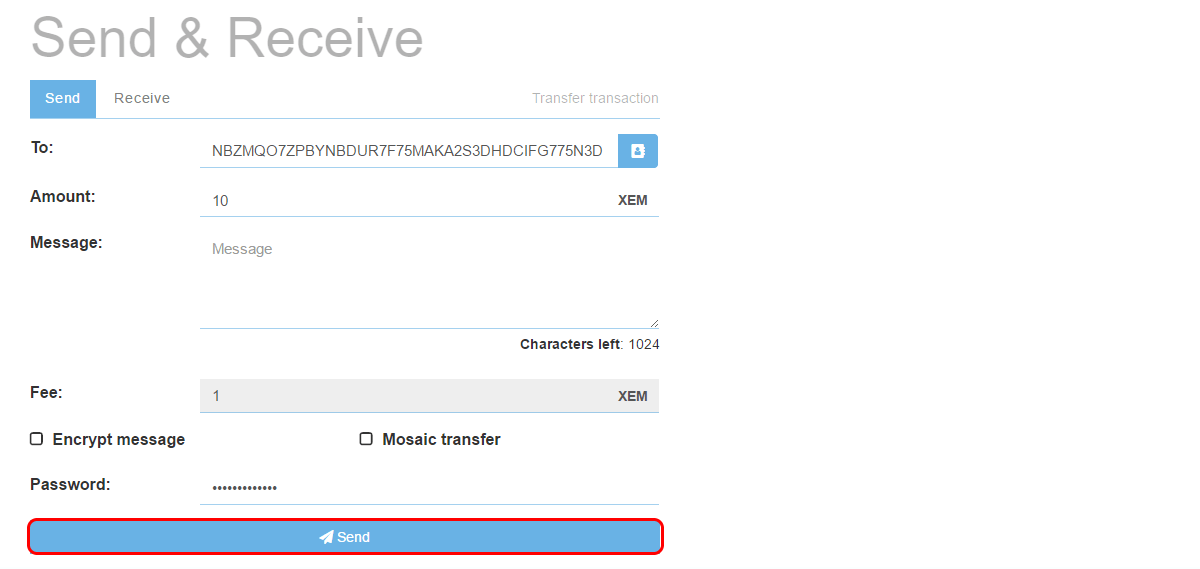 Send & Receive
Send Receive Transfer transaction
To: NBZMQO7ZPBYNBDUR7F75MAKA2S3DHDCIFG775N3D
Amount: 10 XEM
Message: Message
Characters left: 1024
Fee: 1 XEM
Encrypt message Mosaic transfer
Password: •••••••••••••
Send